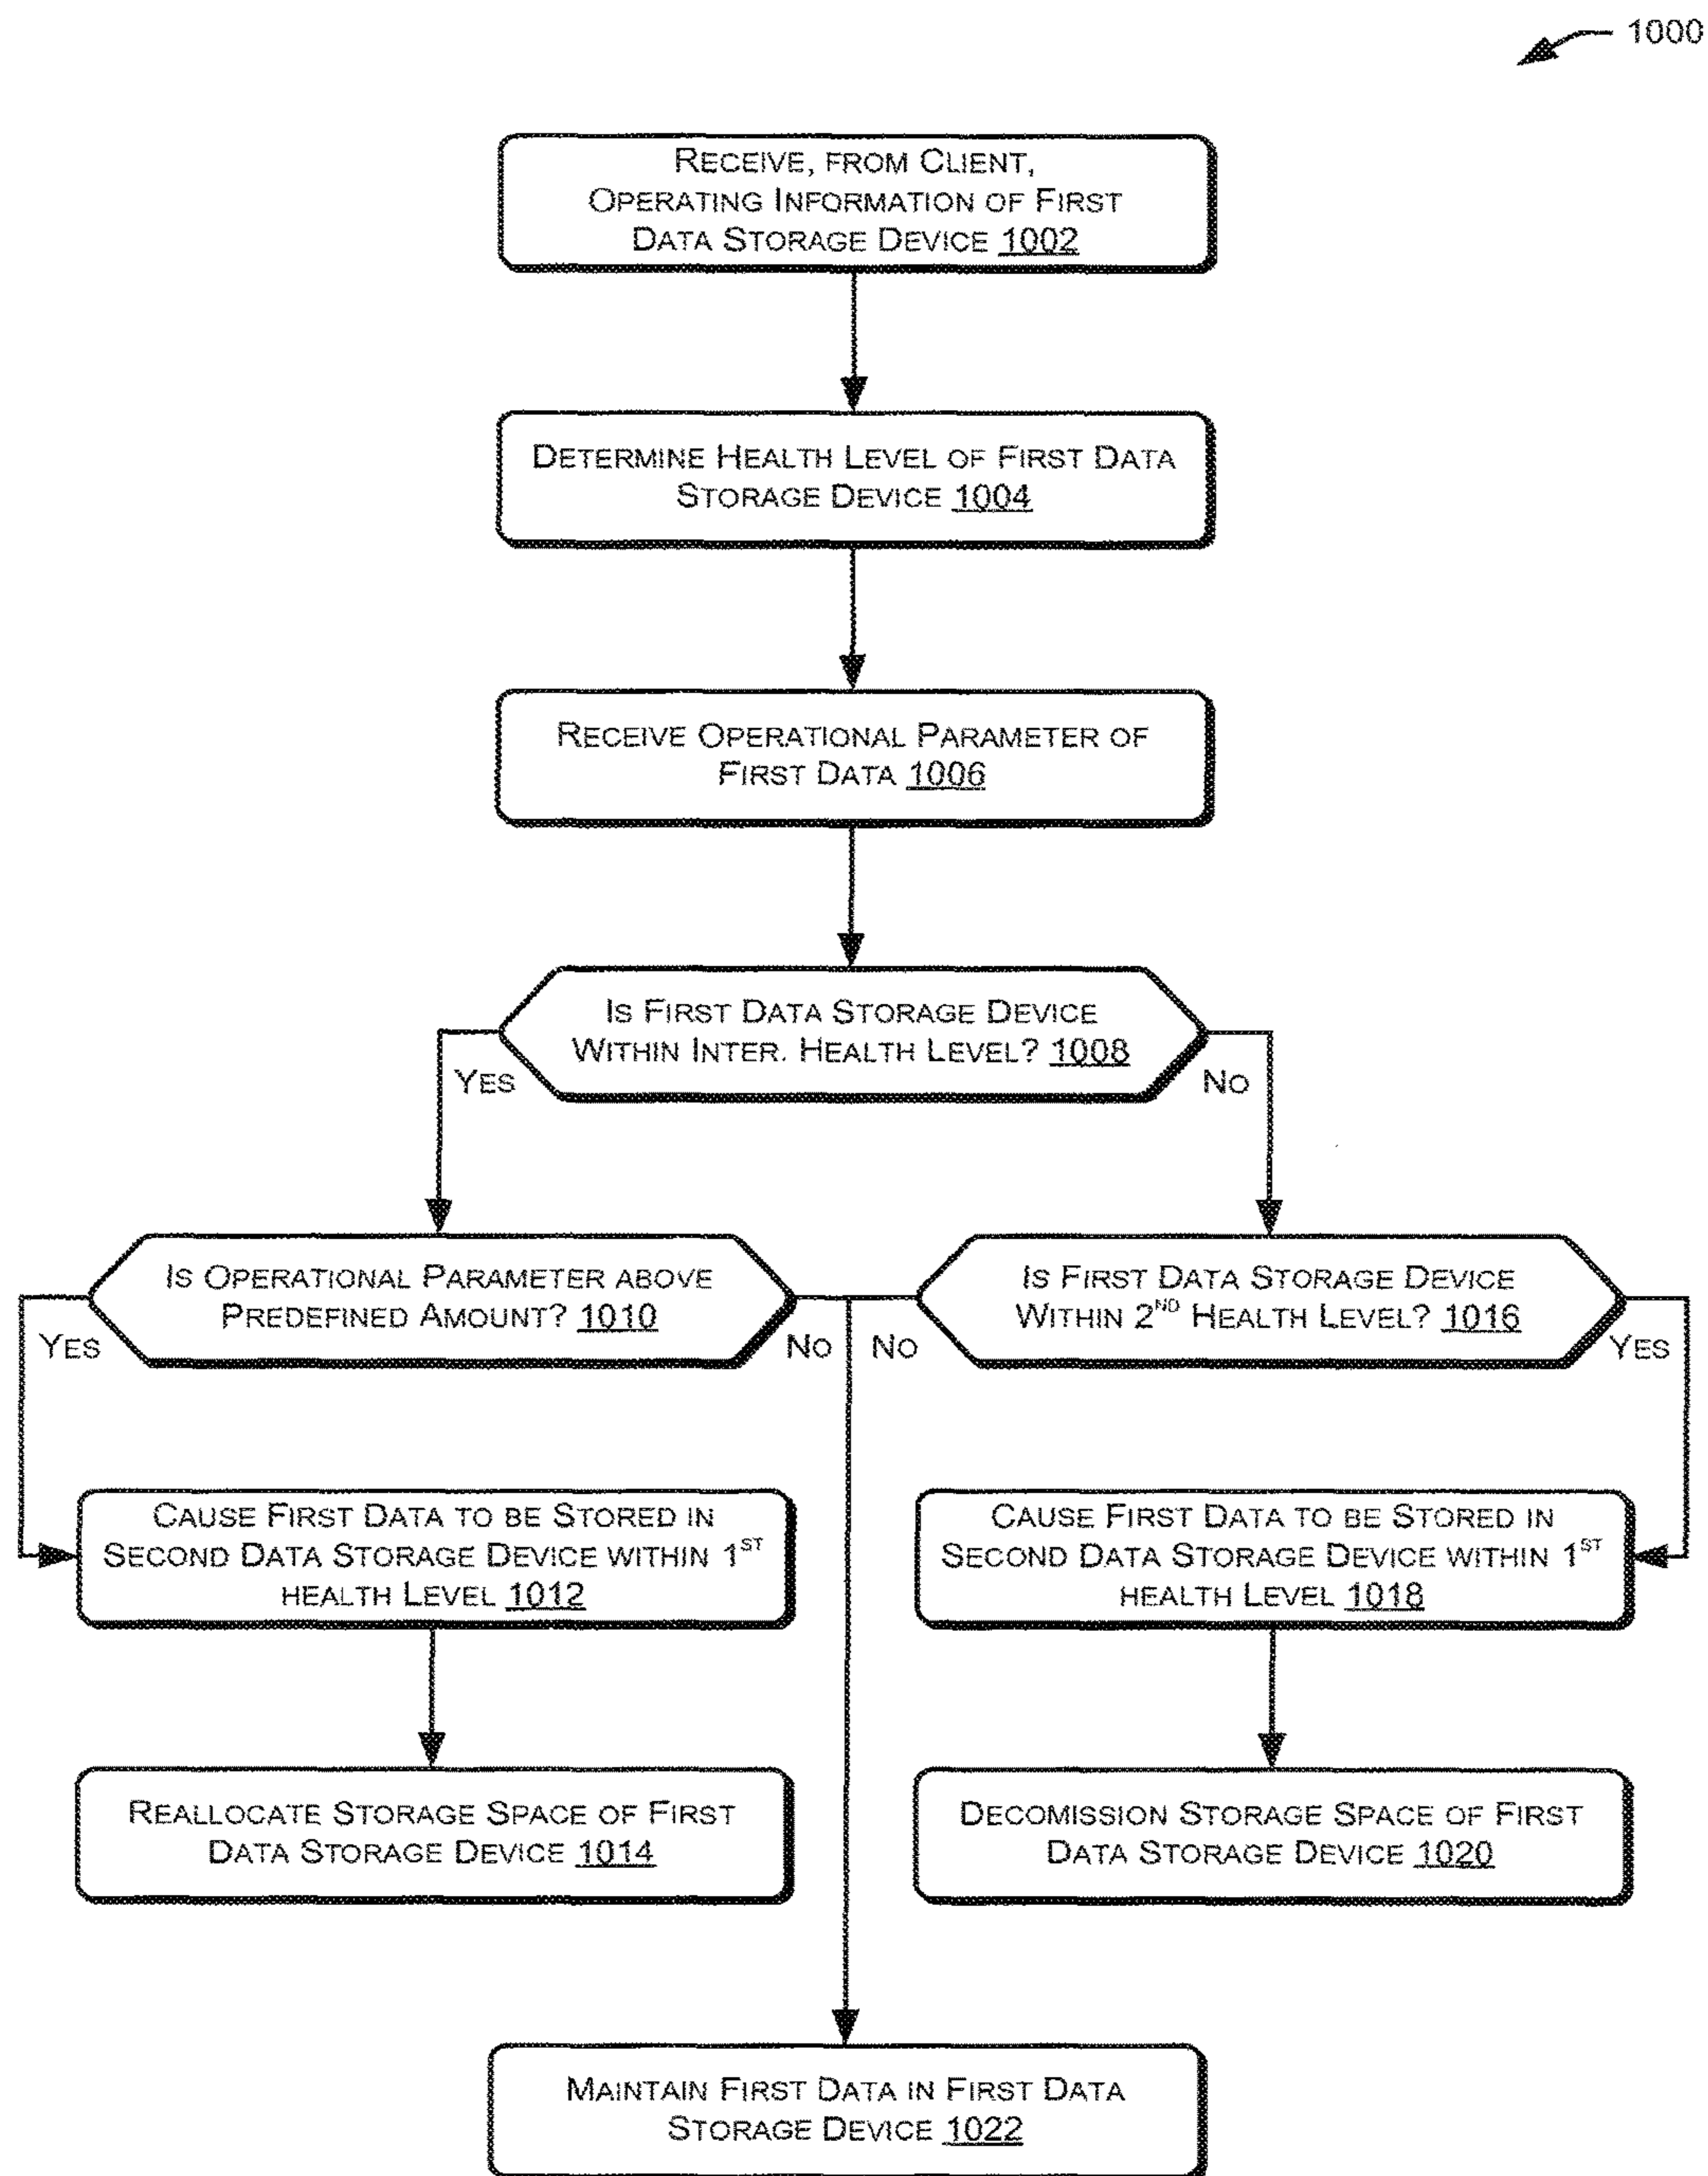 1000
RECEIVE, FROM CLIENT,
OPERATING INFORMATION OF FIRST
DATA STORAGE DEVICE 1002
DETERMINE HEALTH LEVEL OF FIRST DATA
STORAGE DEVICE 1004
RECEIVE OPERATIONAL PARAMETER OF
FIRST DATA 1006
IS FIRST DATA STORAGE DEVICE
WITHIN INTER. HEALTH LEVEL? 1008
YES
NO
IS OPERATIONAL PARAMETER ABOVE
PREDEFINED AMOUNT? 1010
YES
NO
IS FIRST DATA STORAGE DEVICE
WITHIN 2ND HEALTH LEVEL? 1016
NO
YES
CAUSE FIRST DATA TO BE STORED IN
SECOND DATA STORAGE DEVICE WITHIN 1ST
HEALTH LEVEL 1012
CAUSE FIRST DATA TO BE STORED IN
SECOND DATA STORAGE DEVICE WITHIN 1ST
HEALTH LEVEL 1018
REALLOCATE STORAGE SPACE OF FIRST
DATA STORAGE DEVICE 1014
DECOMISSION STORAGE SPACE OF FIRST
DATA STORAGE DEVICE 1020
MAINTAIN FIRST DATA IN FIRST DATA
STORAGE DEVICE 1022